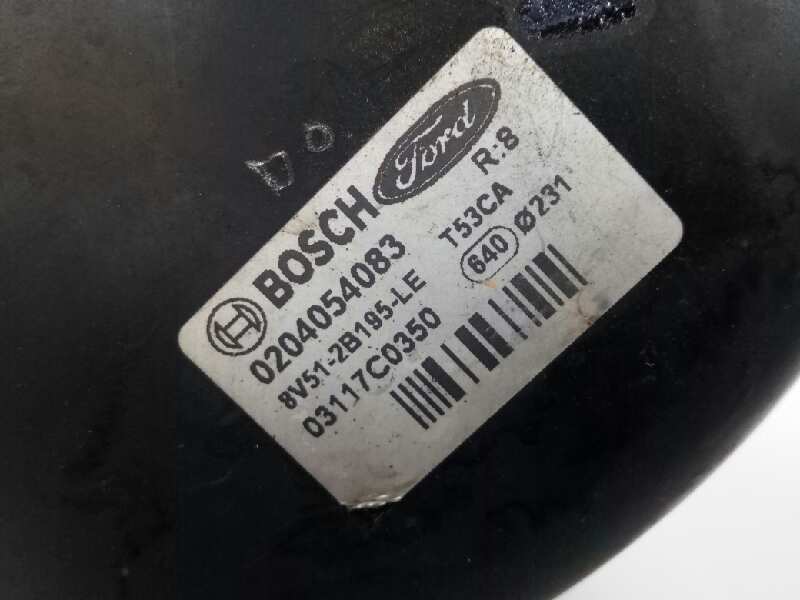 BOSCH Ford
0204054083 R:8
8V51-2B195-LE T53CA
03117C0350 640 Ø231